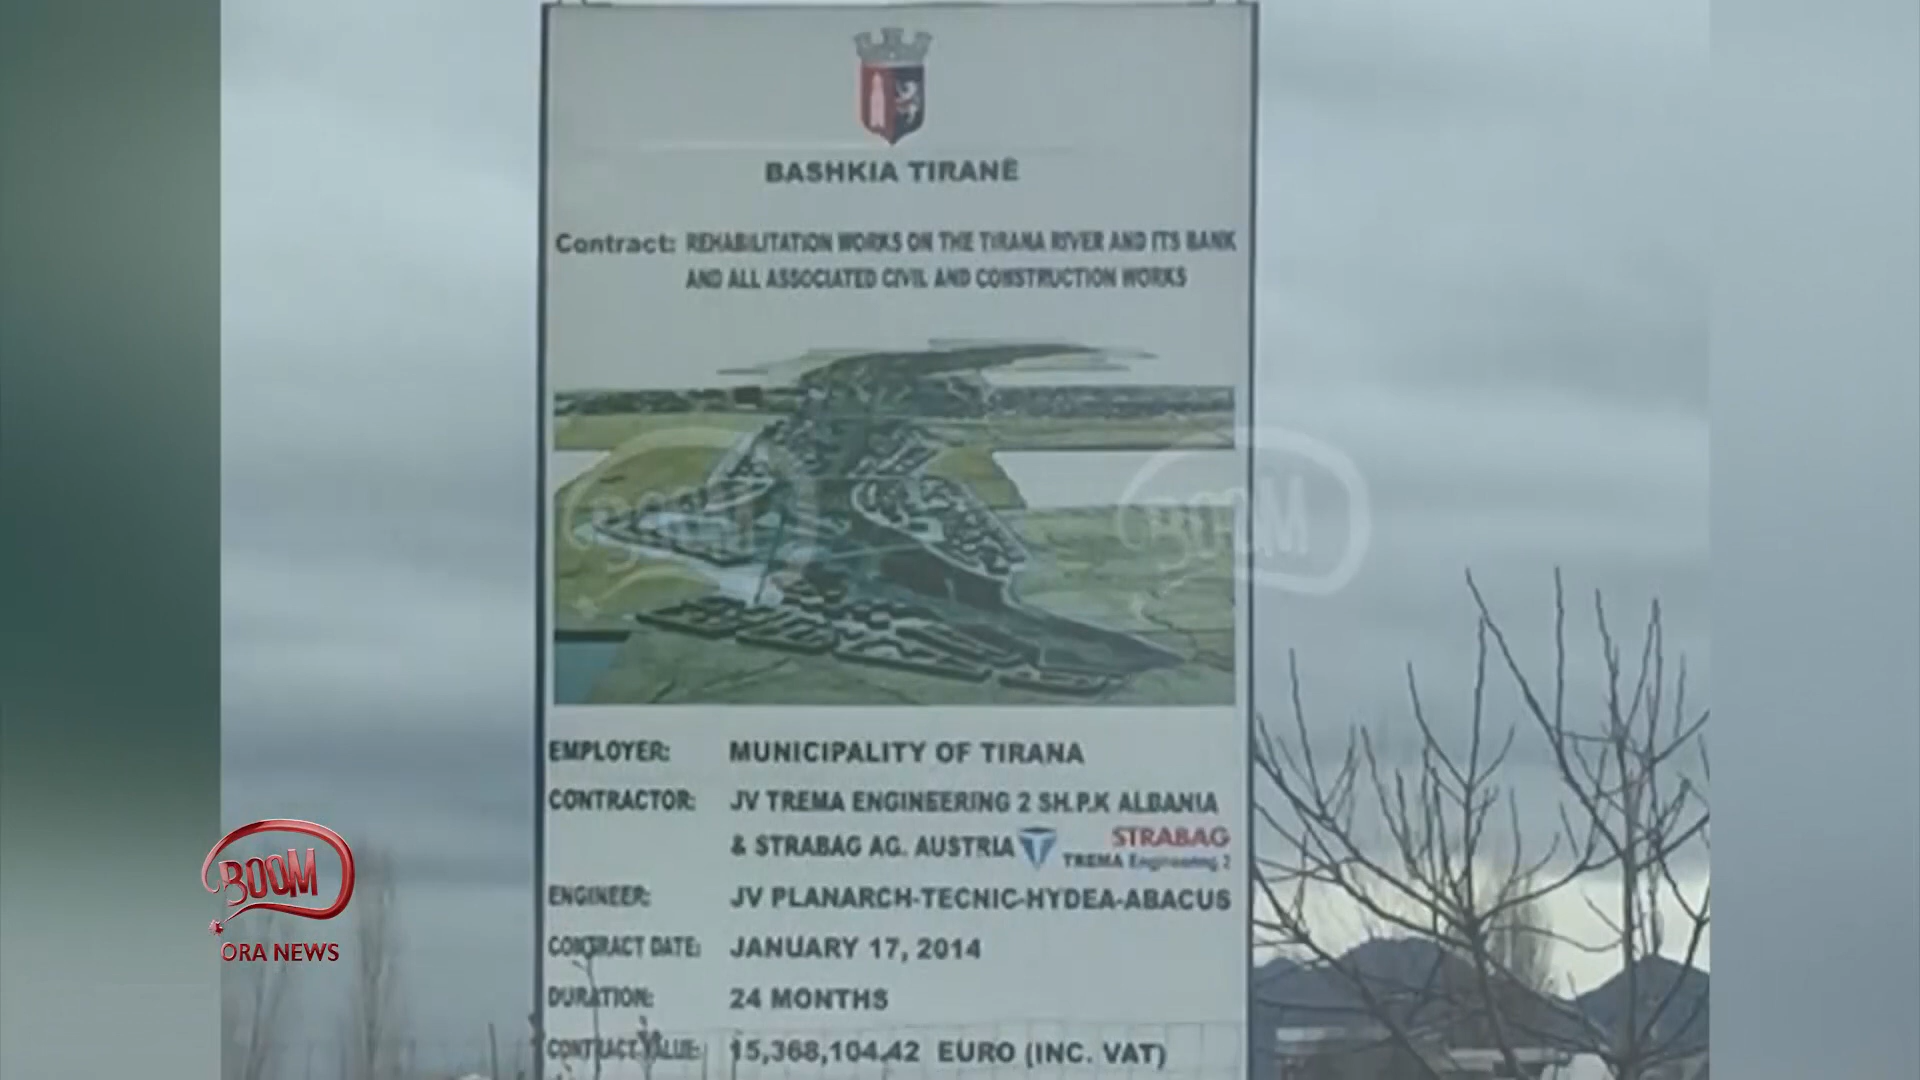 BASHKIA TIRANË
Contract: REHABILITATION WORKS ON THE TIRANA RIVER AND ITS BANK
AND ALL ASSOCIATED CIVIL AND CONSTRUCTION WORKS
BOOM BOOM
EMPLOYER: MUNICIPALITY OF TIRANA
CONTRACTOR: JV TREMA ENGINEERING 2 SH.P.K ALBANIA
& STRABAG AG. AUSTRIA STRABAG
TREMA Engineering 2
ENGINEER: JV PLANARCH-TECNIC-HYDEA-ABACUS
CONTRACT DATE: JANUARY 17, 2014
DURATION: 24 MONTHS
CONTRACT VALUE: 15,368,104.42 EURO (INC. VAT)
BOOM
ORA NEWS